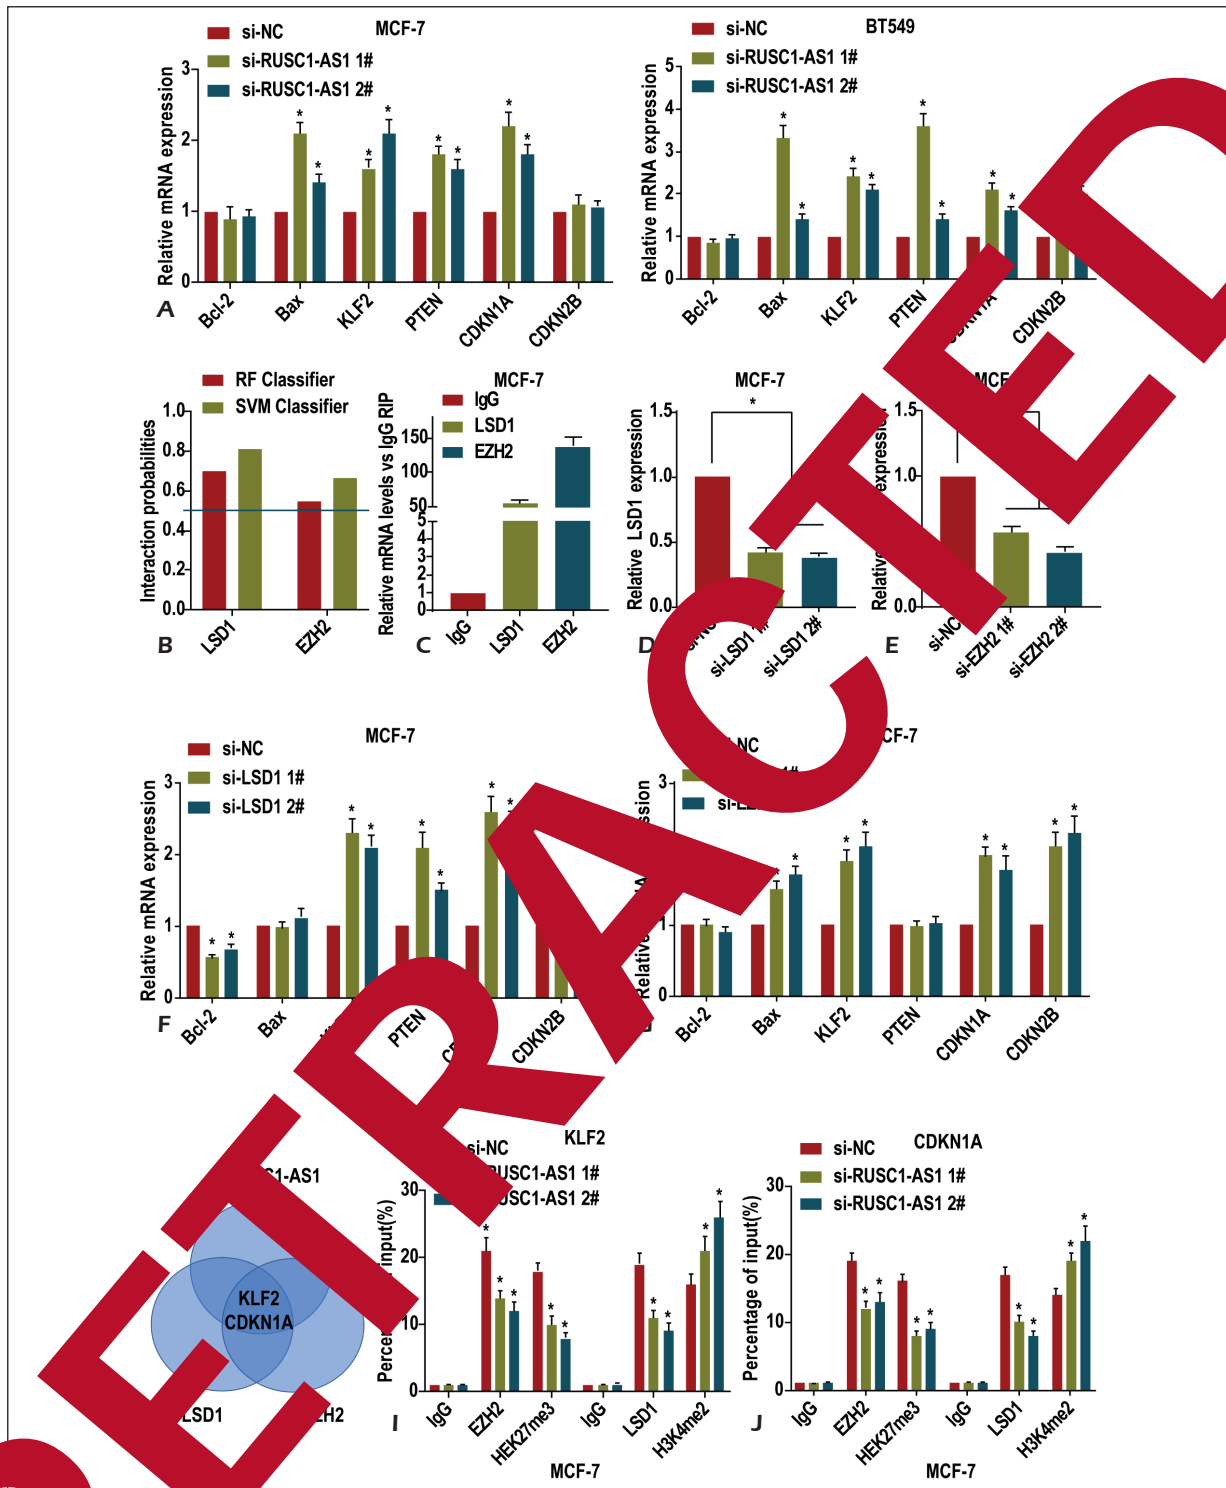 si-NC
MCF-7
si-RUSC1-AS1 1#
si-RUSC1-AS1 2#
Relative mRNA expression
3
2
1
0
Bcl-2
Bax
KLF2
PTEN
CDKN1A
CDKN2B
A
si-NC
BT549
si-RUSC1-AS1 1#
si-RUSC1-AS1 2#
Relative mRNA expression
5
4
3
2
1
0
Bcl-2
Bax
KLF2
PTEN
CDKN2B
RF Classifier
SVM Classifier
Interaction probabilities
1.0
0.8
0.6
0.4
0.2
0.0
LSD1
EZH2
B
MCF-7
IgG
LSD1
EZH2
Relative mRNA levels vs IgG RIP
150
100
50
5
4
3
2
1
0
IgG
LSD1
EZH2
C
MCF-7
Relative LSD1 expression
1.5
1.0
0.5
0.0
*
si-LSD1 2#
D
expression
1.5
1.0
0.0
si-NC
si-EZH2 1#
si-EZH2 2#
E
MCF-7
si-NC
si-LSD1 1#
si-LSD1 2#
Relative mRNA expression
3
2
1
0
Bcl-2
Bax
PTEN
CDKN2B
F
3
Relative
Bcl-2
Bax
KLF2
PTEN
CDKN1A
CDKN2B
KLF2
CDKN1A
LSD1
KLF2
si-NC
input(%)
30
20
10
0
IgG
EZH2
HEK27me3
IgG
LSD1
H3K4me2
I
MCF-7
CDKN1A
si-NC
si-RUSC1-AS1 1#
si-RUSC1-AS1 2#
Percentage of input(%)
30
20
10
0
IgG
EZH2
HEK27me3
IgG
LSD1
H3K4me2
J
MCF-7
RETRACTED